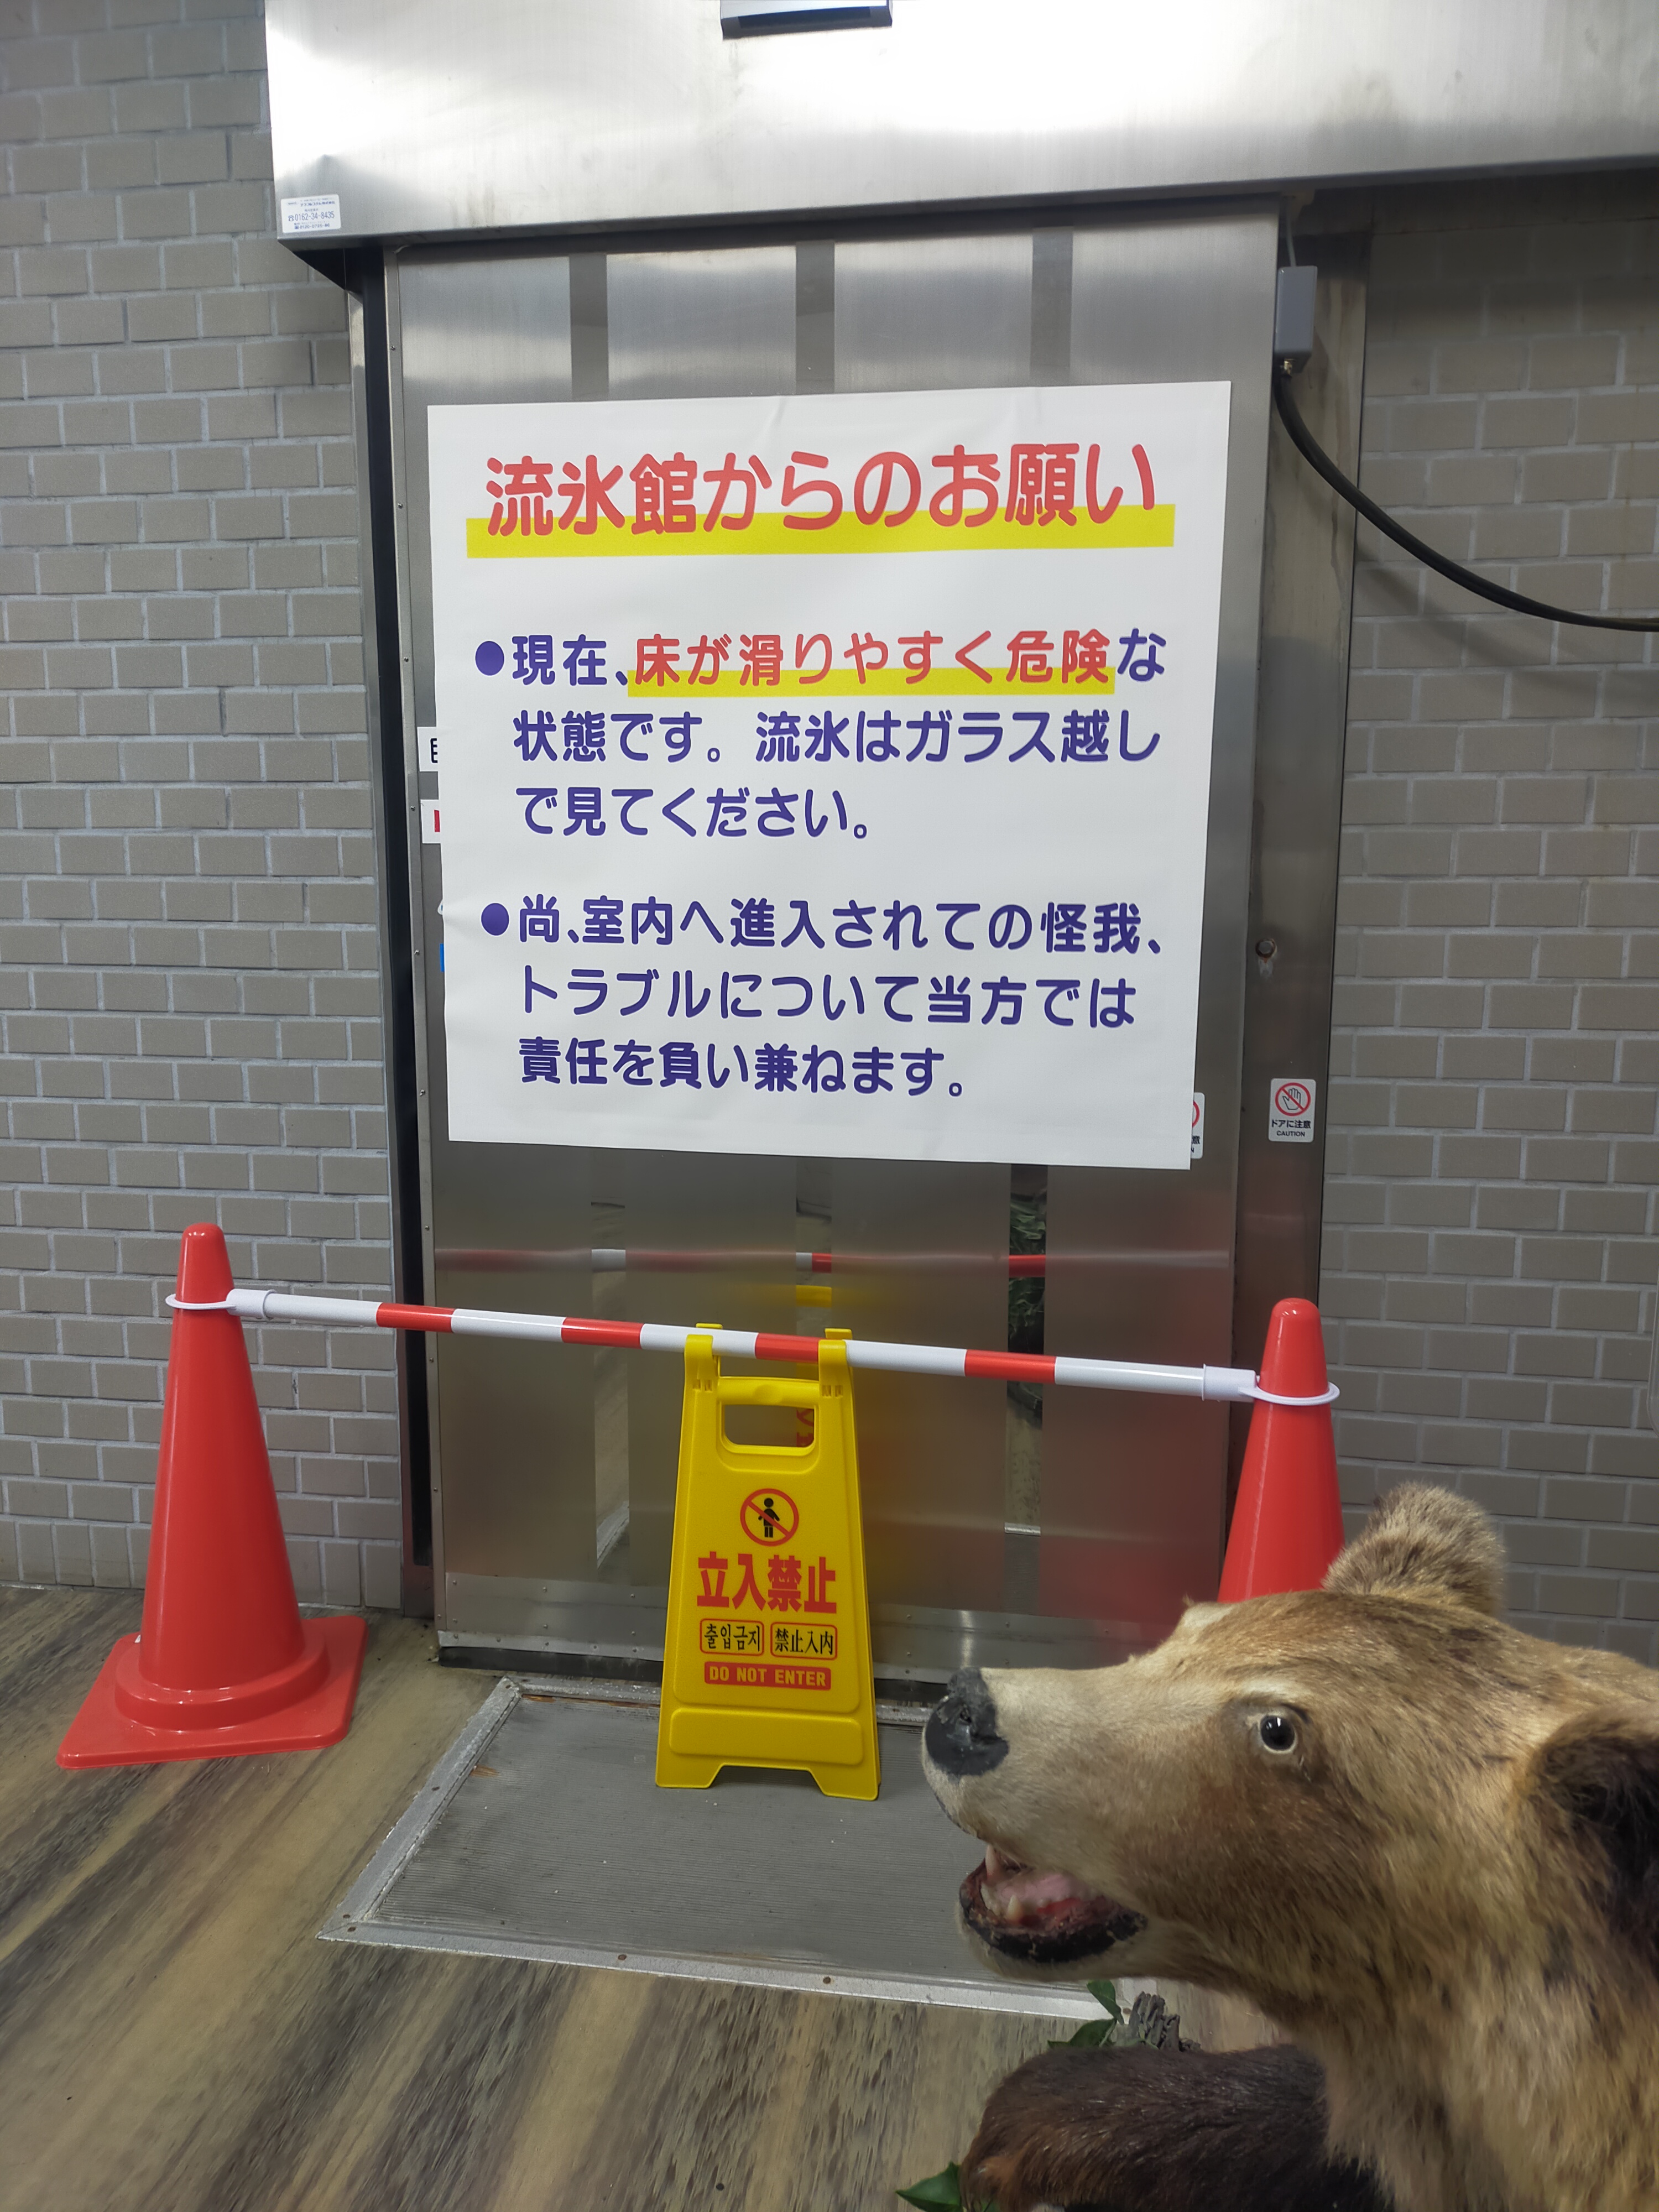 ☎0162-34-8435
流氷館からのお願い
●現在、床が滑りやすく危険な
状態です。流氷はガラス越し
で見てください。
●尚、室内へ進入されての怪我、
トラブルについて当方では
責任を負い兼ねます。
ドアに注意
CAUTION
立入禁止
출입금지 禁止入内
DO NOT ENTER